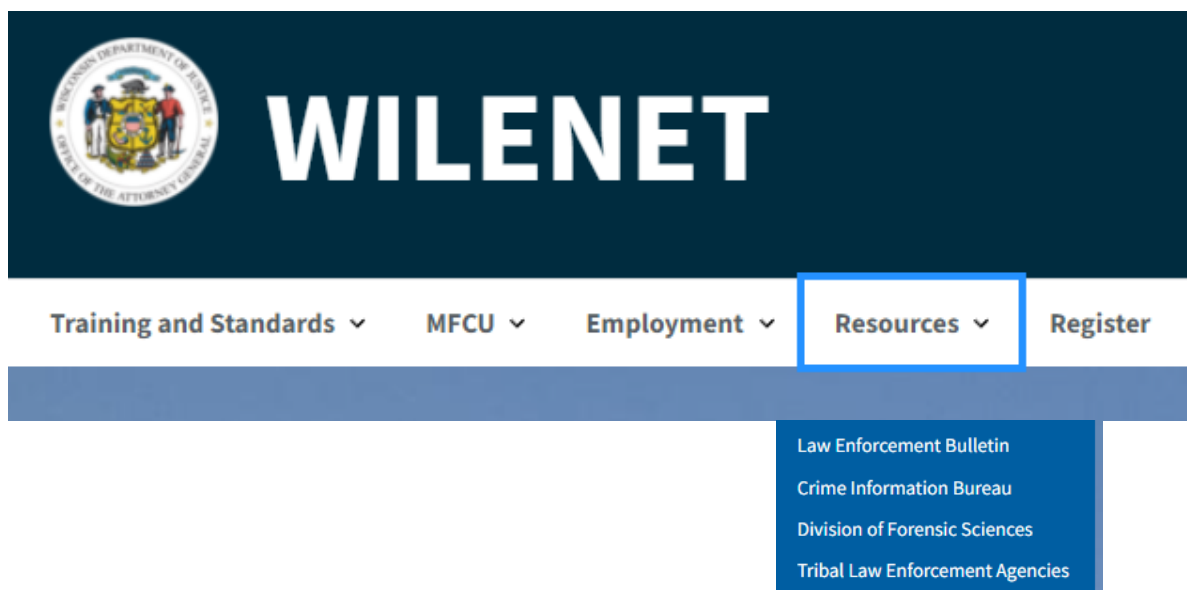 WISCONSIN DEPARTMENT OF JUSTICE
OFFICE OF THE ATTORNEY GENERAL
WILENET
Training and Standards MFCU Employment Resources Register
Law Enforcement Bulletin
Crime Information Bureau
Division of Forensic Sciences
Tribal Law Enforcement Agencies